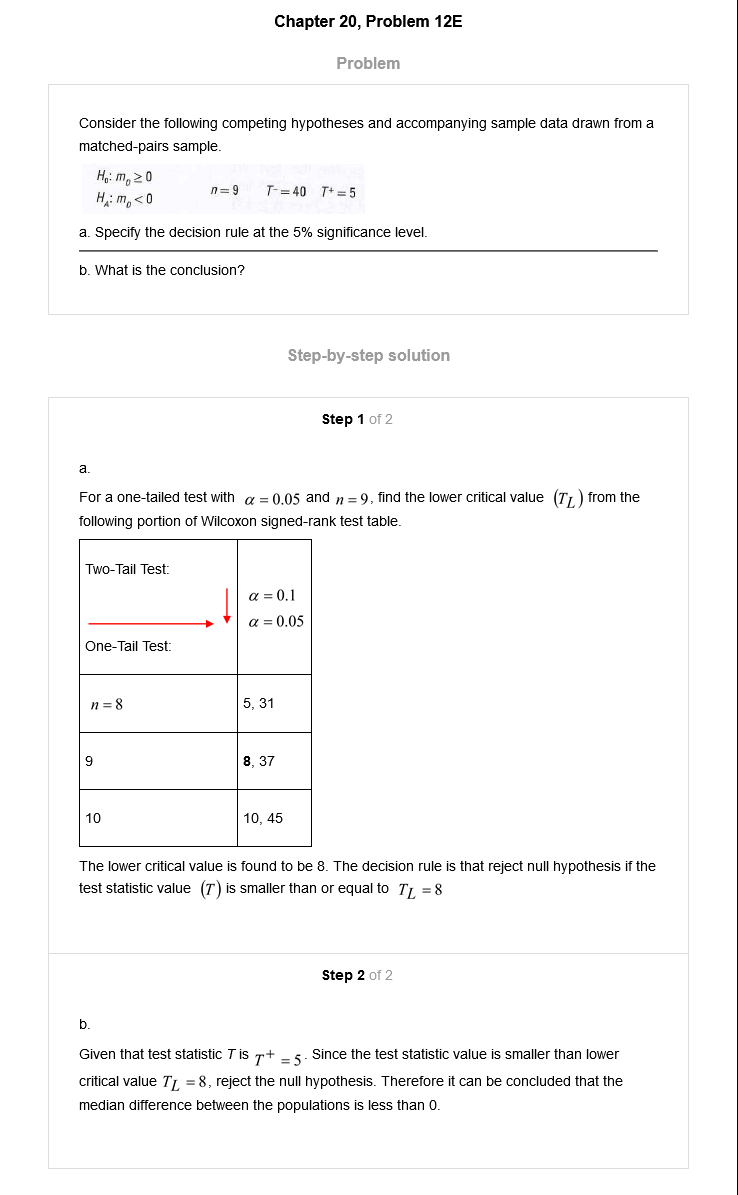 Chapter 20, Problem 12E
Problem
Consider the following competing hypotheses and accompanying sample data drawn from a
matched-pairs sample.
H₀: m_D ≥ 0
n = 9 T⁻ = 40 T⁺ = 5
H_A: m_D < 0
a. Specify the decision rule at the 5% significance level.
b. What is the conclusion?
Step-by-step solution
Step 1 of 2
a.
For a one-tailed test with α = 0.05 and n = 9, find the lower critical value (T_L) from the
following portion of Wilcoxon signed-rank test table.
Two-Tail Test:
α = 0.1
α = 0.05
One-Tail Test:
n = 8 5, 31
9 8, 37
10 10, 45
The lower critical value is found to be 8. The decision rule is that reject null hypothesis if the
test statistic value (T) is smaller than or equal to T_L = 8
Step 2 of 2
b.
Given that test statistic T is T⁺ = 5. Since the test statistic value is smaller than lower
critical value T_L = 8, reject the null hypothesis. Therefore it can be concluded that the
median difference between the populations is less than 0.